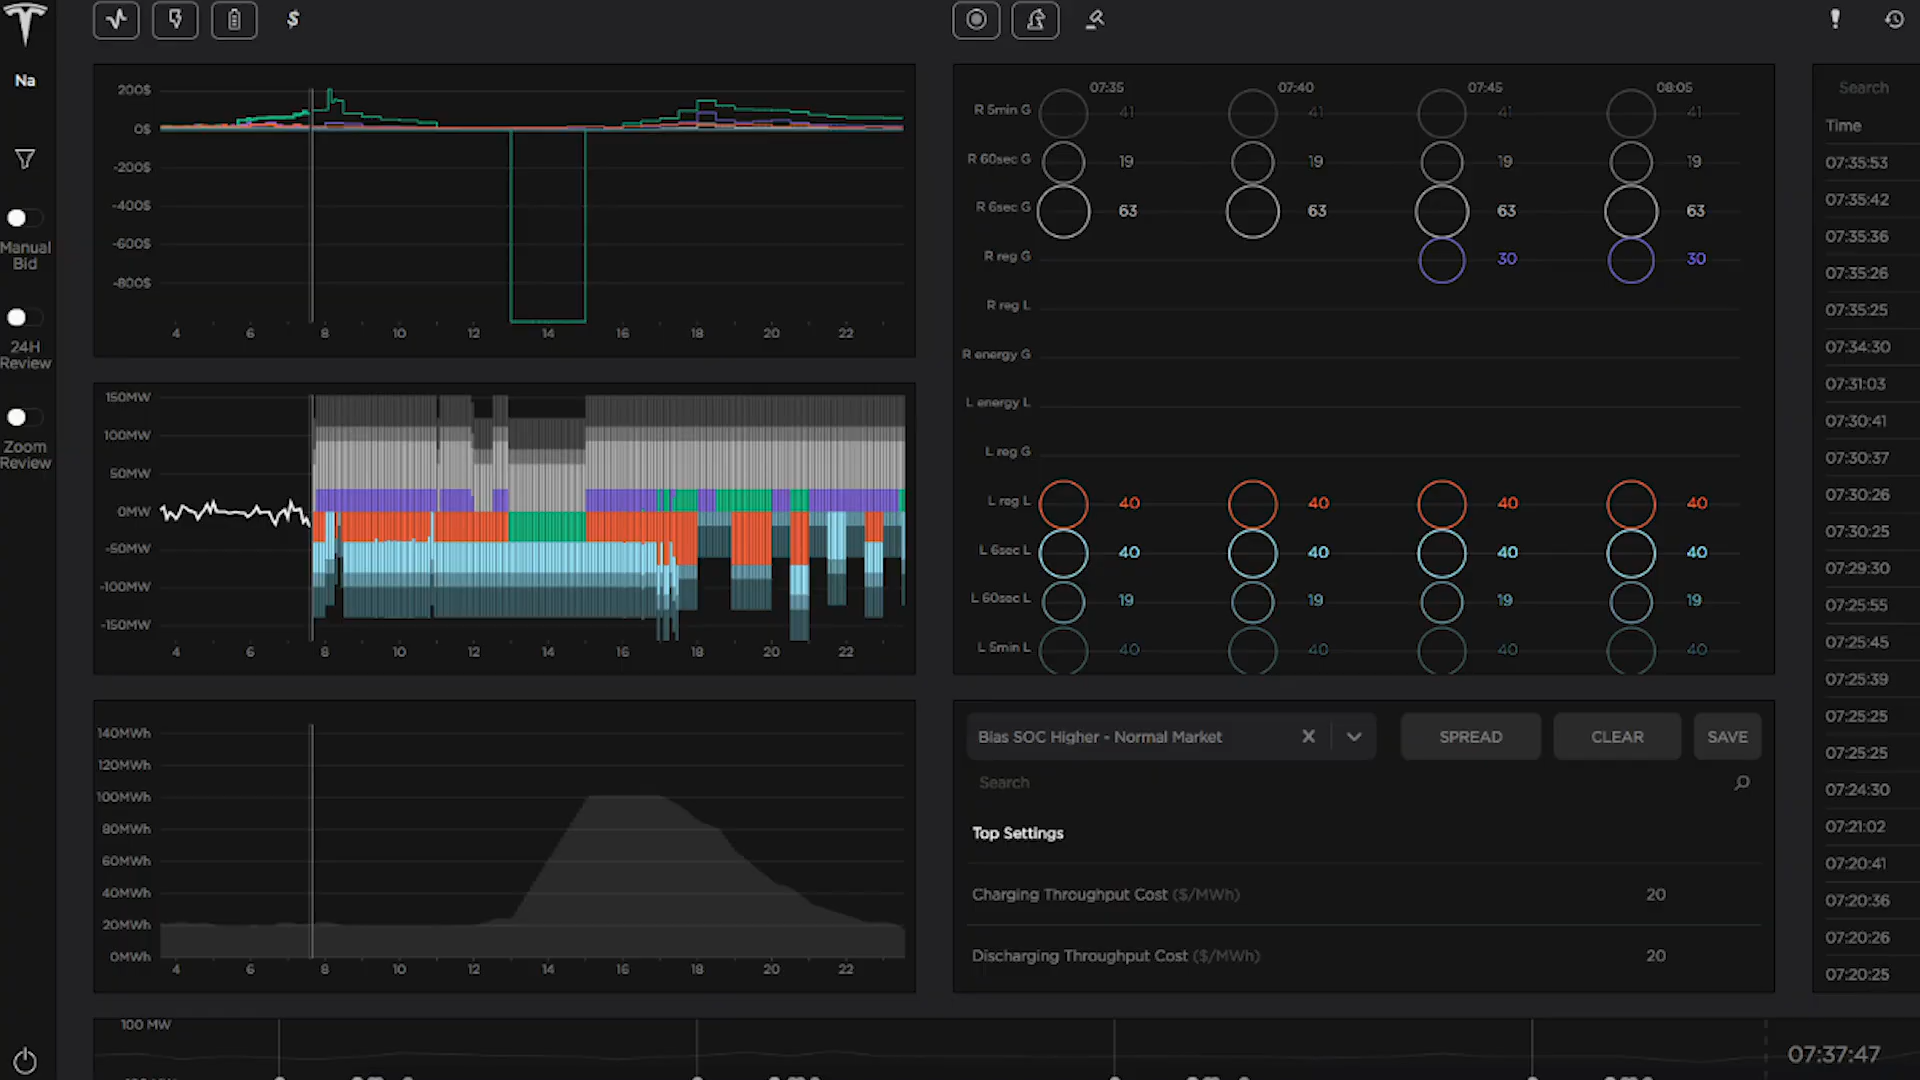 $
Na
Manual
Bid
24H
Review
Zoom
Review
200$
0$
-200$
-400$
-600$
-800$
4 6 8 10 12 14 16 18 20 22
150MW
100MW
50MW
0MW
-50MW
-100MW
-150MW
4 6 8 10 12 14 16 18 20 22
140MWh
120MWh
100MWh
80MWh
60MWh
40MWh
20MWh
0MWh
4 6 8 10 12 14 16 18 20 22
07:35 07:40 07:45 08:05
R 5min G 41 41 41 41
R 60sec G 19 19 19 19
R 6sec G 63 63 63 63
R reg G 30 30
R reg L
R energy G
L energy L
L reg G
L reg L 40 40 40 40
L 6sec L 40 40 40 40
L 60sec L 19 19 19 19
L 5min L 40 40 40 40
Bias SOC Higher - Normal Market X SPREAD CLEAR SAVE
Search
Top Settings
Charging Throughput Cost ($/MWh) 20
Discharging Throughput Cost ($/MWh) 20
Search
Time
07:35:53
07:35:42
07:35:36
07:35:26
07:35:25
07:34:30
07:31:03
07:30:41
07:30:37
07:30:26
07:30:25
07:29:30
07:25:55
07:25:45
07:25:39
07:25:25
07:25:25
07:24:30
07:21:02
07:20:41
07:20:36
07:20:26
07:20:25
100 MW
07:37:47